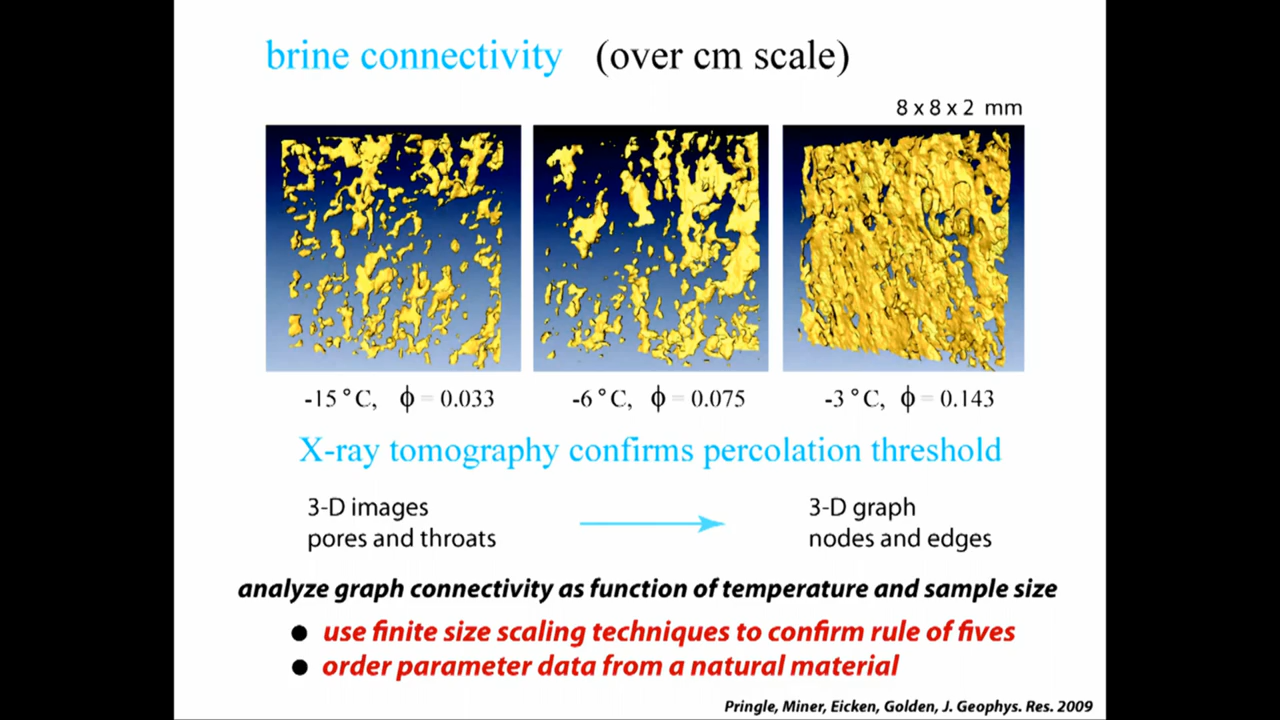 brine connectivity (over cm scale)
8 x 8 x 2 mm
-15 °C, ϕ = 0.033
-6 °C, ϕ = 0.075
-3 °C, ϕ = 0.143
X-ray tomography confirms percolation threshold
3-D images
pores and throats
3-D graph
nodes and edges
analyze graph connectivity as function of temperature and sample size
● use finite size scaling techniques to confirm rule of fives
● order parameter data from a natural material
Pringle, Miner, Eicken, Golden, J. Geophys. Res. 2009